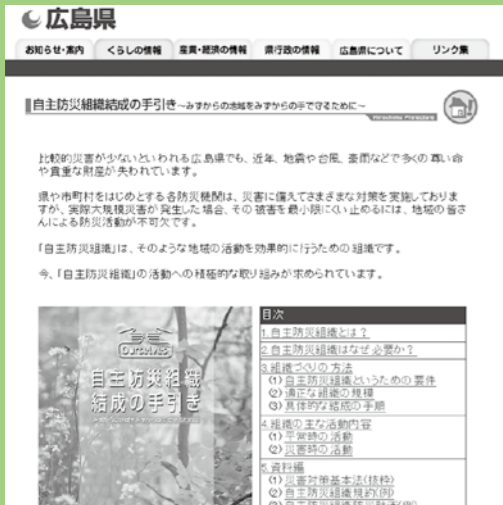 広島県
お知らせ・案内 くらしの情報 産業・経済の情報 県行政の情報 広島県について リンク集
自主防災組織結成の手引き~みずからの地域をみずからの手で守るために~
Hiroshima Prefecture
比較的災害が少ないといわれる広島県でも、近年、地震や台風、豪雨などで多くの尊い命
や貴重な財産が失われています。
県や市町村をはじめとする各防災機関は、災害に備えてさまざまな対策を実施しておりま
すが、実際大規模災害が発生した場合、その被害を最小限にくい止めるには、地域の皆さ
んによる防災活動が不可欠です。
「自主防災組織」は、そのような地域の活動を効果的に行うための組織です。
今、「自主防災組織」の活動への積極的な取り組みが求められています。
Ourselves
自主防災組織
結成の手引き
目次
1.自主防災組織とは?
2.自主防災組織はなぜ必要か?
3.組織づくりの方法
(1)自主防災組織というための要件
(2)適正な組織の規模
(3)具体的な結成の手順
4.組織の主な活動内容
(1)平常時の活動
(2)災害時の活動
5.資料編
(1)災害対策基本法(抜粋)
(2)自主防災組織規約(例)